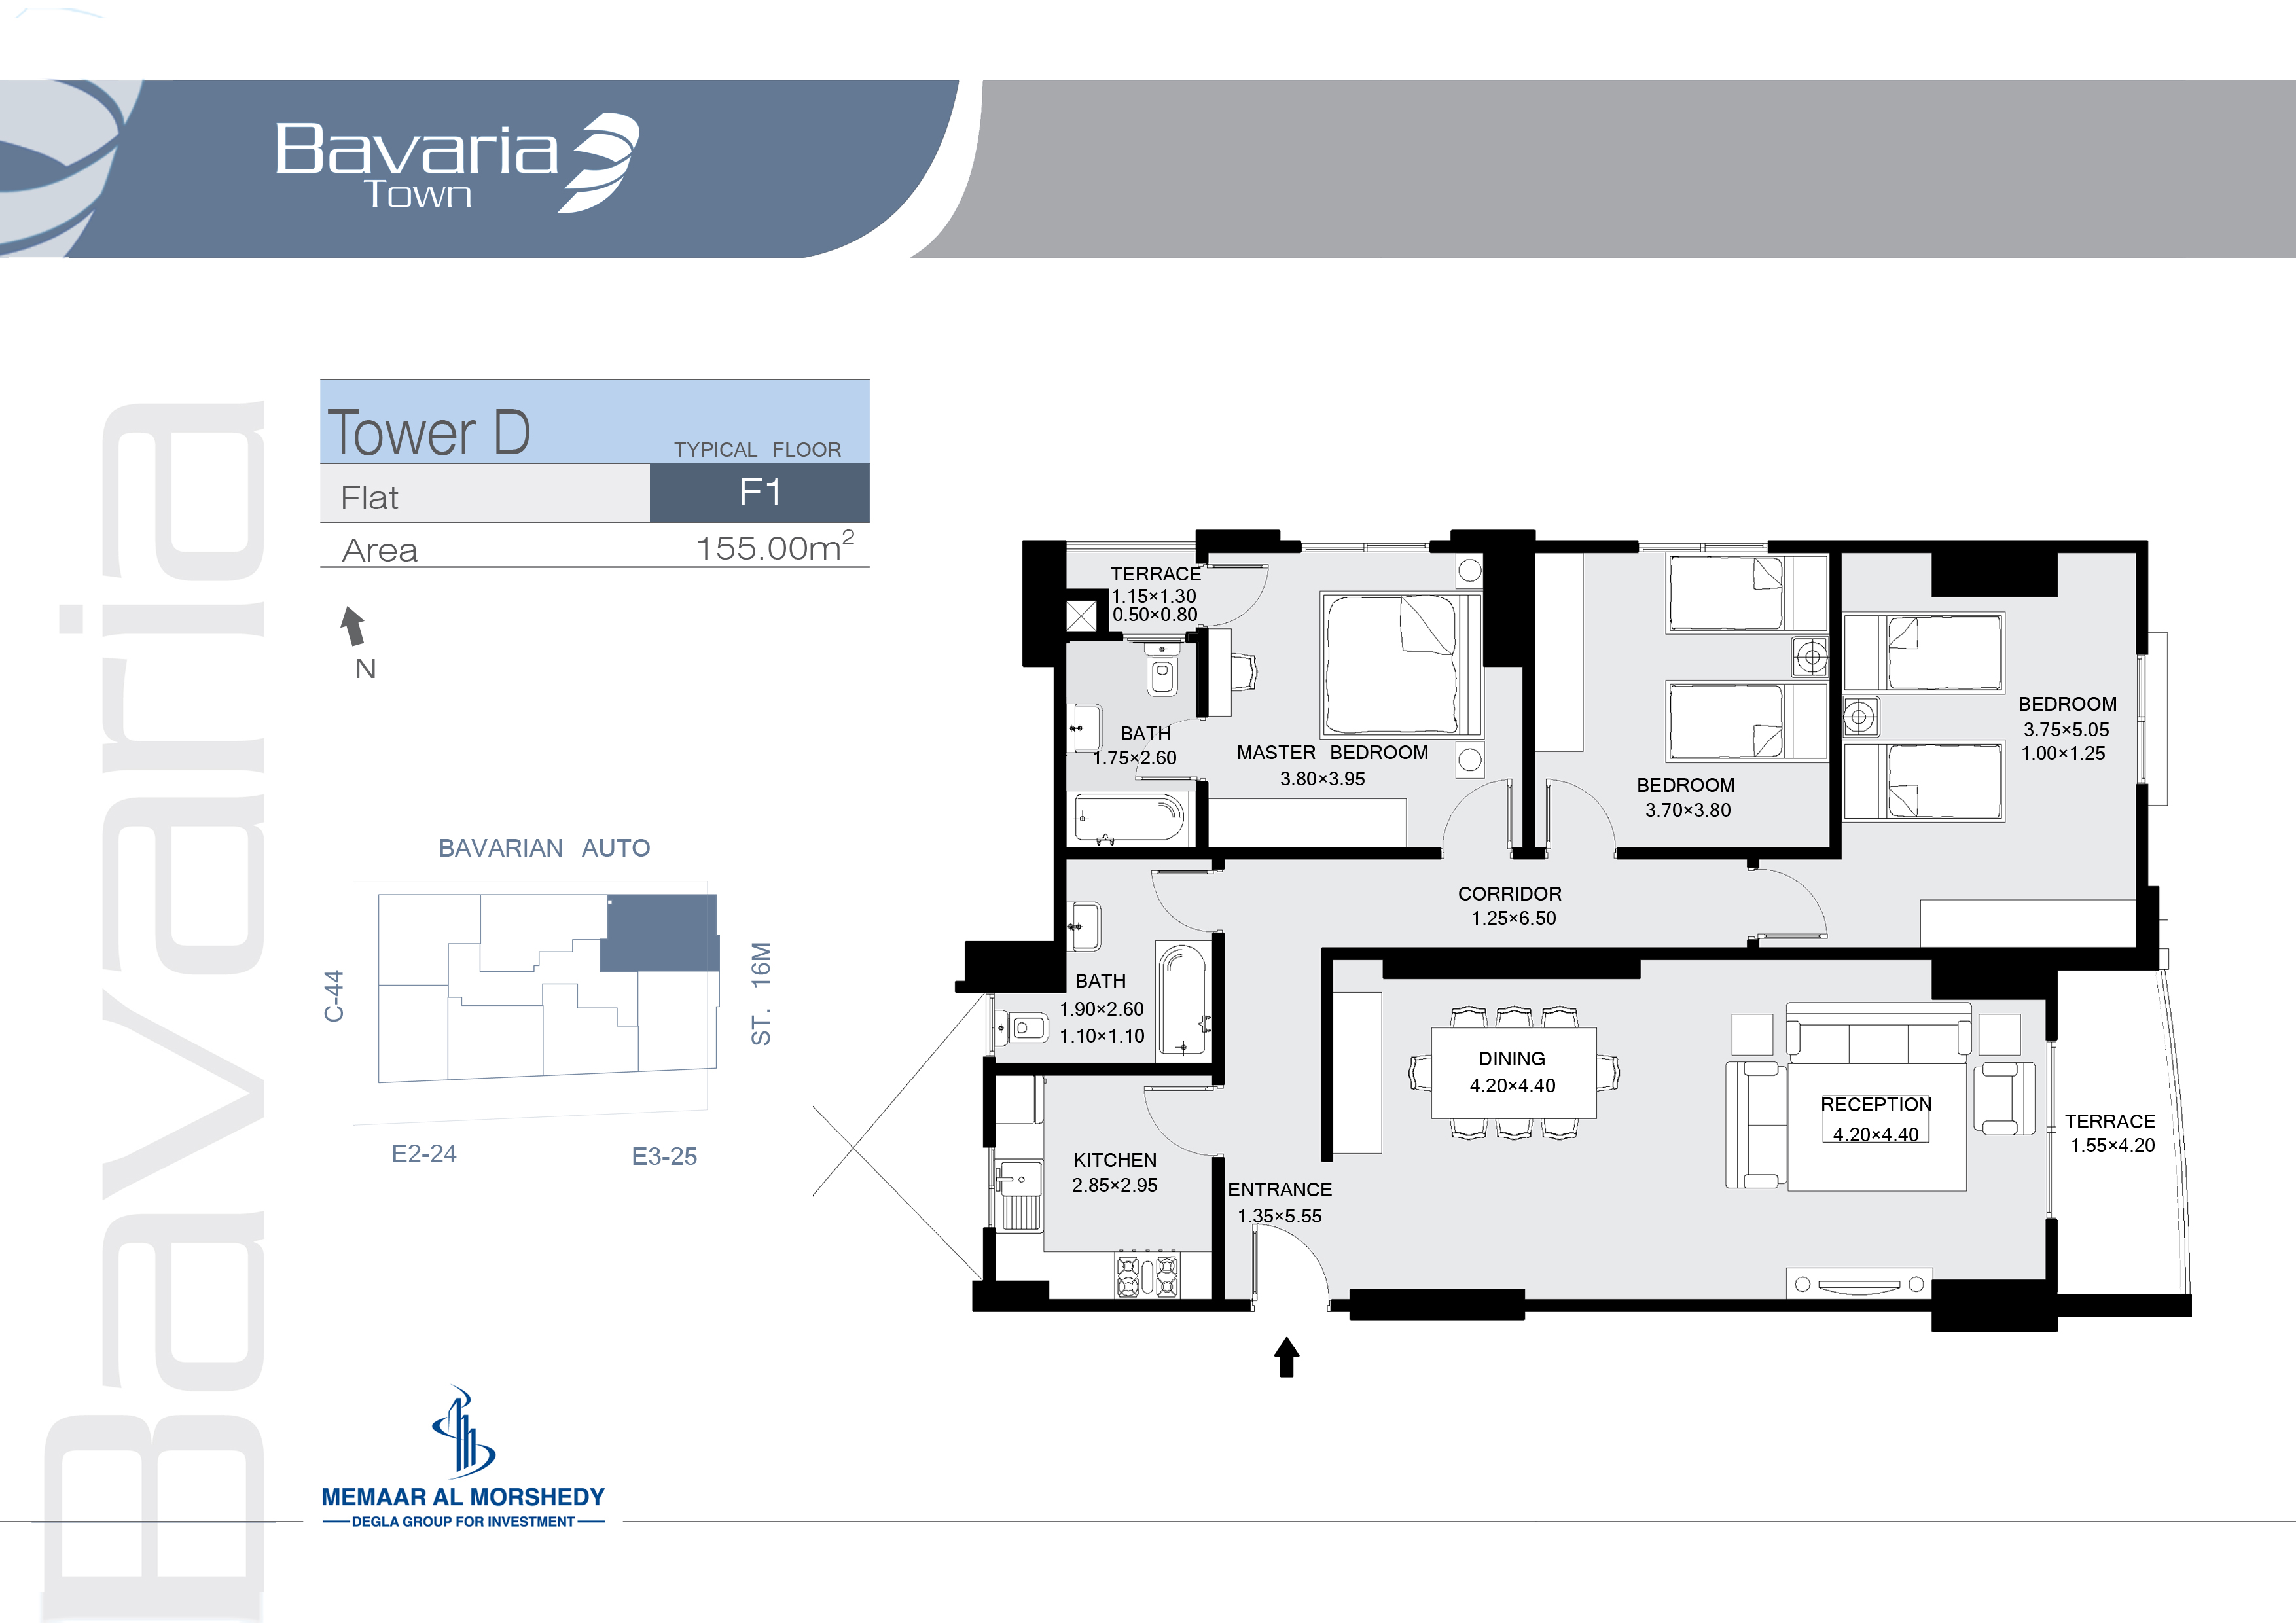 Bavaria
Town
Bavaria
Tower D
TYPICAL FLOOR
Flat
F1
Area
155.00m²
N
BAVARIAN AUTO
C-44
ST. 16M
E2-24
E3-25
TERRACE
1.15×1.30
0.50×0.80
BATH
1.75×2.60
MASTER BEDROOM
3.80×3.95
BEDROOM
3.70×3.80
BEDROOM
3.75×5.05
1.00×1.25
CORRIDOR
1.25×6.50
BATH
1.90×2.60
1.10×1.10
DINING
4.20×4.40
RECEPTION
4.20×4.40
TERRACE
1.55×4.20
KITCHEN
2.85×2.95
ENTRANCE
1.35×5.55
MEMAAR AL MORSHEDY
DEGLA GROUP FOR INVESTMENT